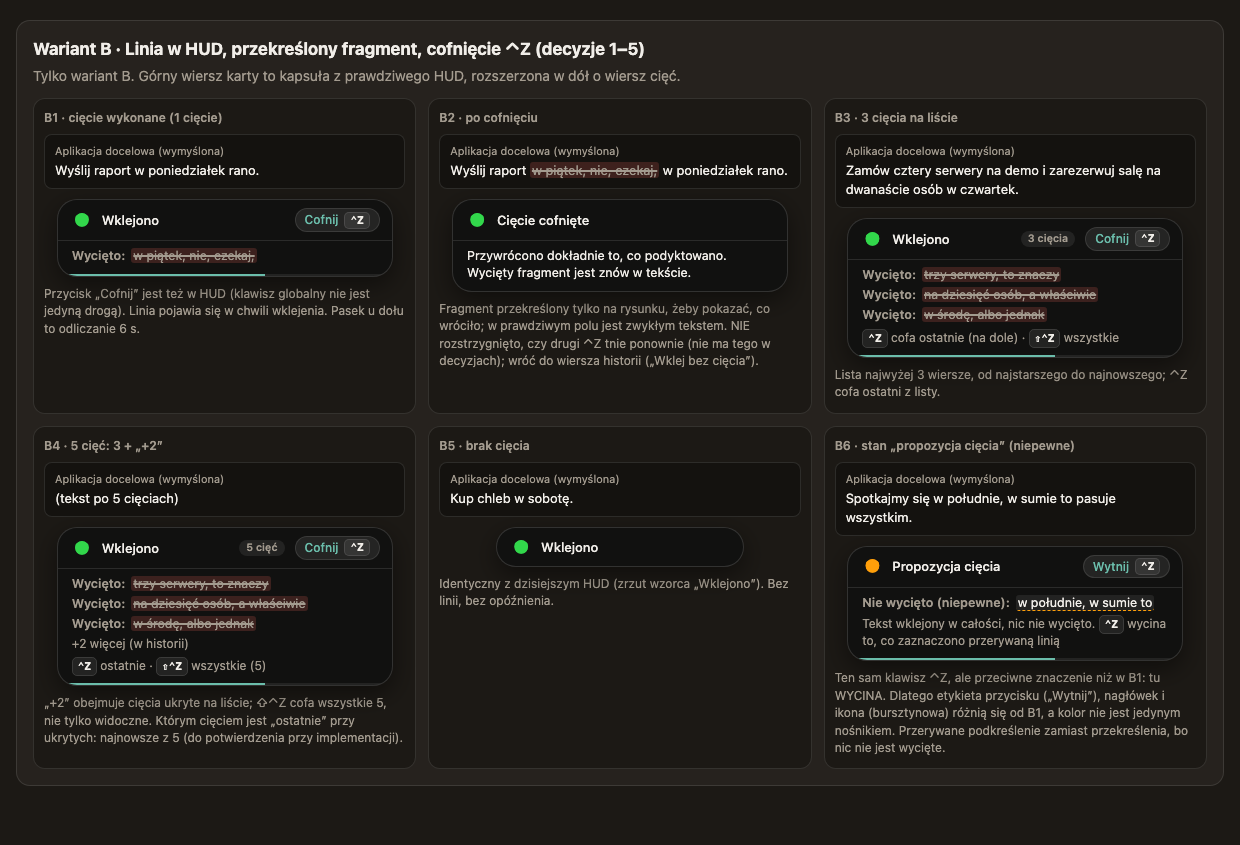 Wariant B · Linia w HUD, przekreślony fragment, cofnięcie ^Z (decyzje 1–5)
Tylko wariant B. Górny wiersz karty to kapsuła z prawdziwego HUD, rozszerzona w dół o wiersz cięć.
B1 · cięcie wykonane (1 cięcie)
Aplikacja docelowa (wymyślona)
Wyślij raport w poniedziałek rano.
Wklejono
Cofnij ^Z
Wycięto: w piątek, nie, czekaj,
Przycisk „Cofnij” jest też w HUD (klawisz globalny nie jest
jedyną drogą). Linia pojawia się w chwili wklejenia. Pasek u dołu
to odliczanie 6 s.
B2 · po cofnięciu
Aplikacja docelowa (wymyślona)
Wyślij raport w piątek, nie, czekaj, w poniedziałek rano.
Cięcie cofnięte
Przywrócono dokładnie to, co podyktowano.
Wycięty fragment jest znów w tekście.
Fragment przekreślony tylko na rysunku, żeby pokazać, co
wróciło; w prawdziwym polu jest zwykłym tekstem. NIE
rozstrzygnięto, czy drugi ^Z tnie ponownie (nie ma tego w
decyzjach); wróć do wiersza historii („Wklej bez cięcia”).
B3 · 3 cięcia na liście
Aplikacja docelowa (wymyślona)
Zamów cztery serwery na demo i zarezerwuj salę na
dwanaście osób w czwartek.
Wklejono
3 cięcia
Cofnij ^Z
Wycięto: trzy serwery, to znaczy
Wycięto: na dziesięć osób, a właściwie
Wycięto: w środę, albo jednak
^Z cofa ostatnie (na dole) · ⇧^Z wszystkie
Lista najwyżej 3 wiersze, od najstarszego do najnowszego; ^Z
cofa ostatni z listy.
B4 · 5 cięć: 3 + „+2”
Aplikacja docelowa (wymyślona)
(tekst po 5 cięciach)
Wklejono
5 cięć
Cofnij ^Z
Wycięto: trzy serwery, to znaczy
Wycięto: na dziesięć osób, a właściwie
Wycięto: w środę, albo jednak
+2 więcej (w historii)
^Z ostatnie · ⇧^Z wszystkie (5)
„+2” obejmuje cięcia ukryte na liście; ⇧^Z cofa wszystkie 5,
nie tylko widoczne. Którym cięciem jest „ostatnie” przy
ukrytych: najnowsze z 5 (do potwierdzenia przy implementacji).
B5 · brak cięcia
Aplikacja docelowa (wymyślona)
Kup chleb w sobotę.
Wklejono
Identyczny z dzisiejszym HUD (zrzut wzorca „Wklejono”). Bez
linii, bez opóźnienia.
B6 · stan „propozycja cięcia” (niepewne)
Aplikacja docelowa (wymyślona)
Spotkajmy się w południe, w sumie to pasuje
wszystkim.
Propozycja cięcia
Wytnij ^Z
Nie wycięto (niepewne): w południe, w sumie to
Tekst wklejony w całości, nic nie wycięto. ^Z wycina
to, co zaznaczono przerywaną linią
Ten sam klawisz ^Z, ale przeciwne znaczenie niż w B1: tu
WYCINA. Dlatego etykieta przycisku („Wytnij”), nagłówek i
ikona (bursztynowa) różnią się od B1, a kolor nie jest jedynym
nośnikiem. Przerywane podkreślenie zamiast przekreślenia, bo
nic nie jest wycięte.